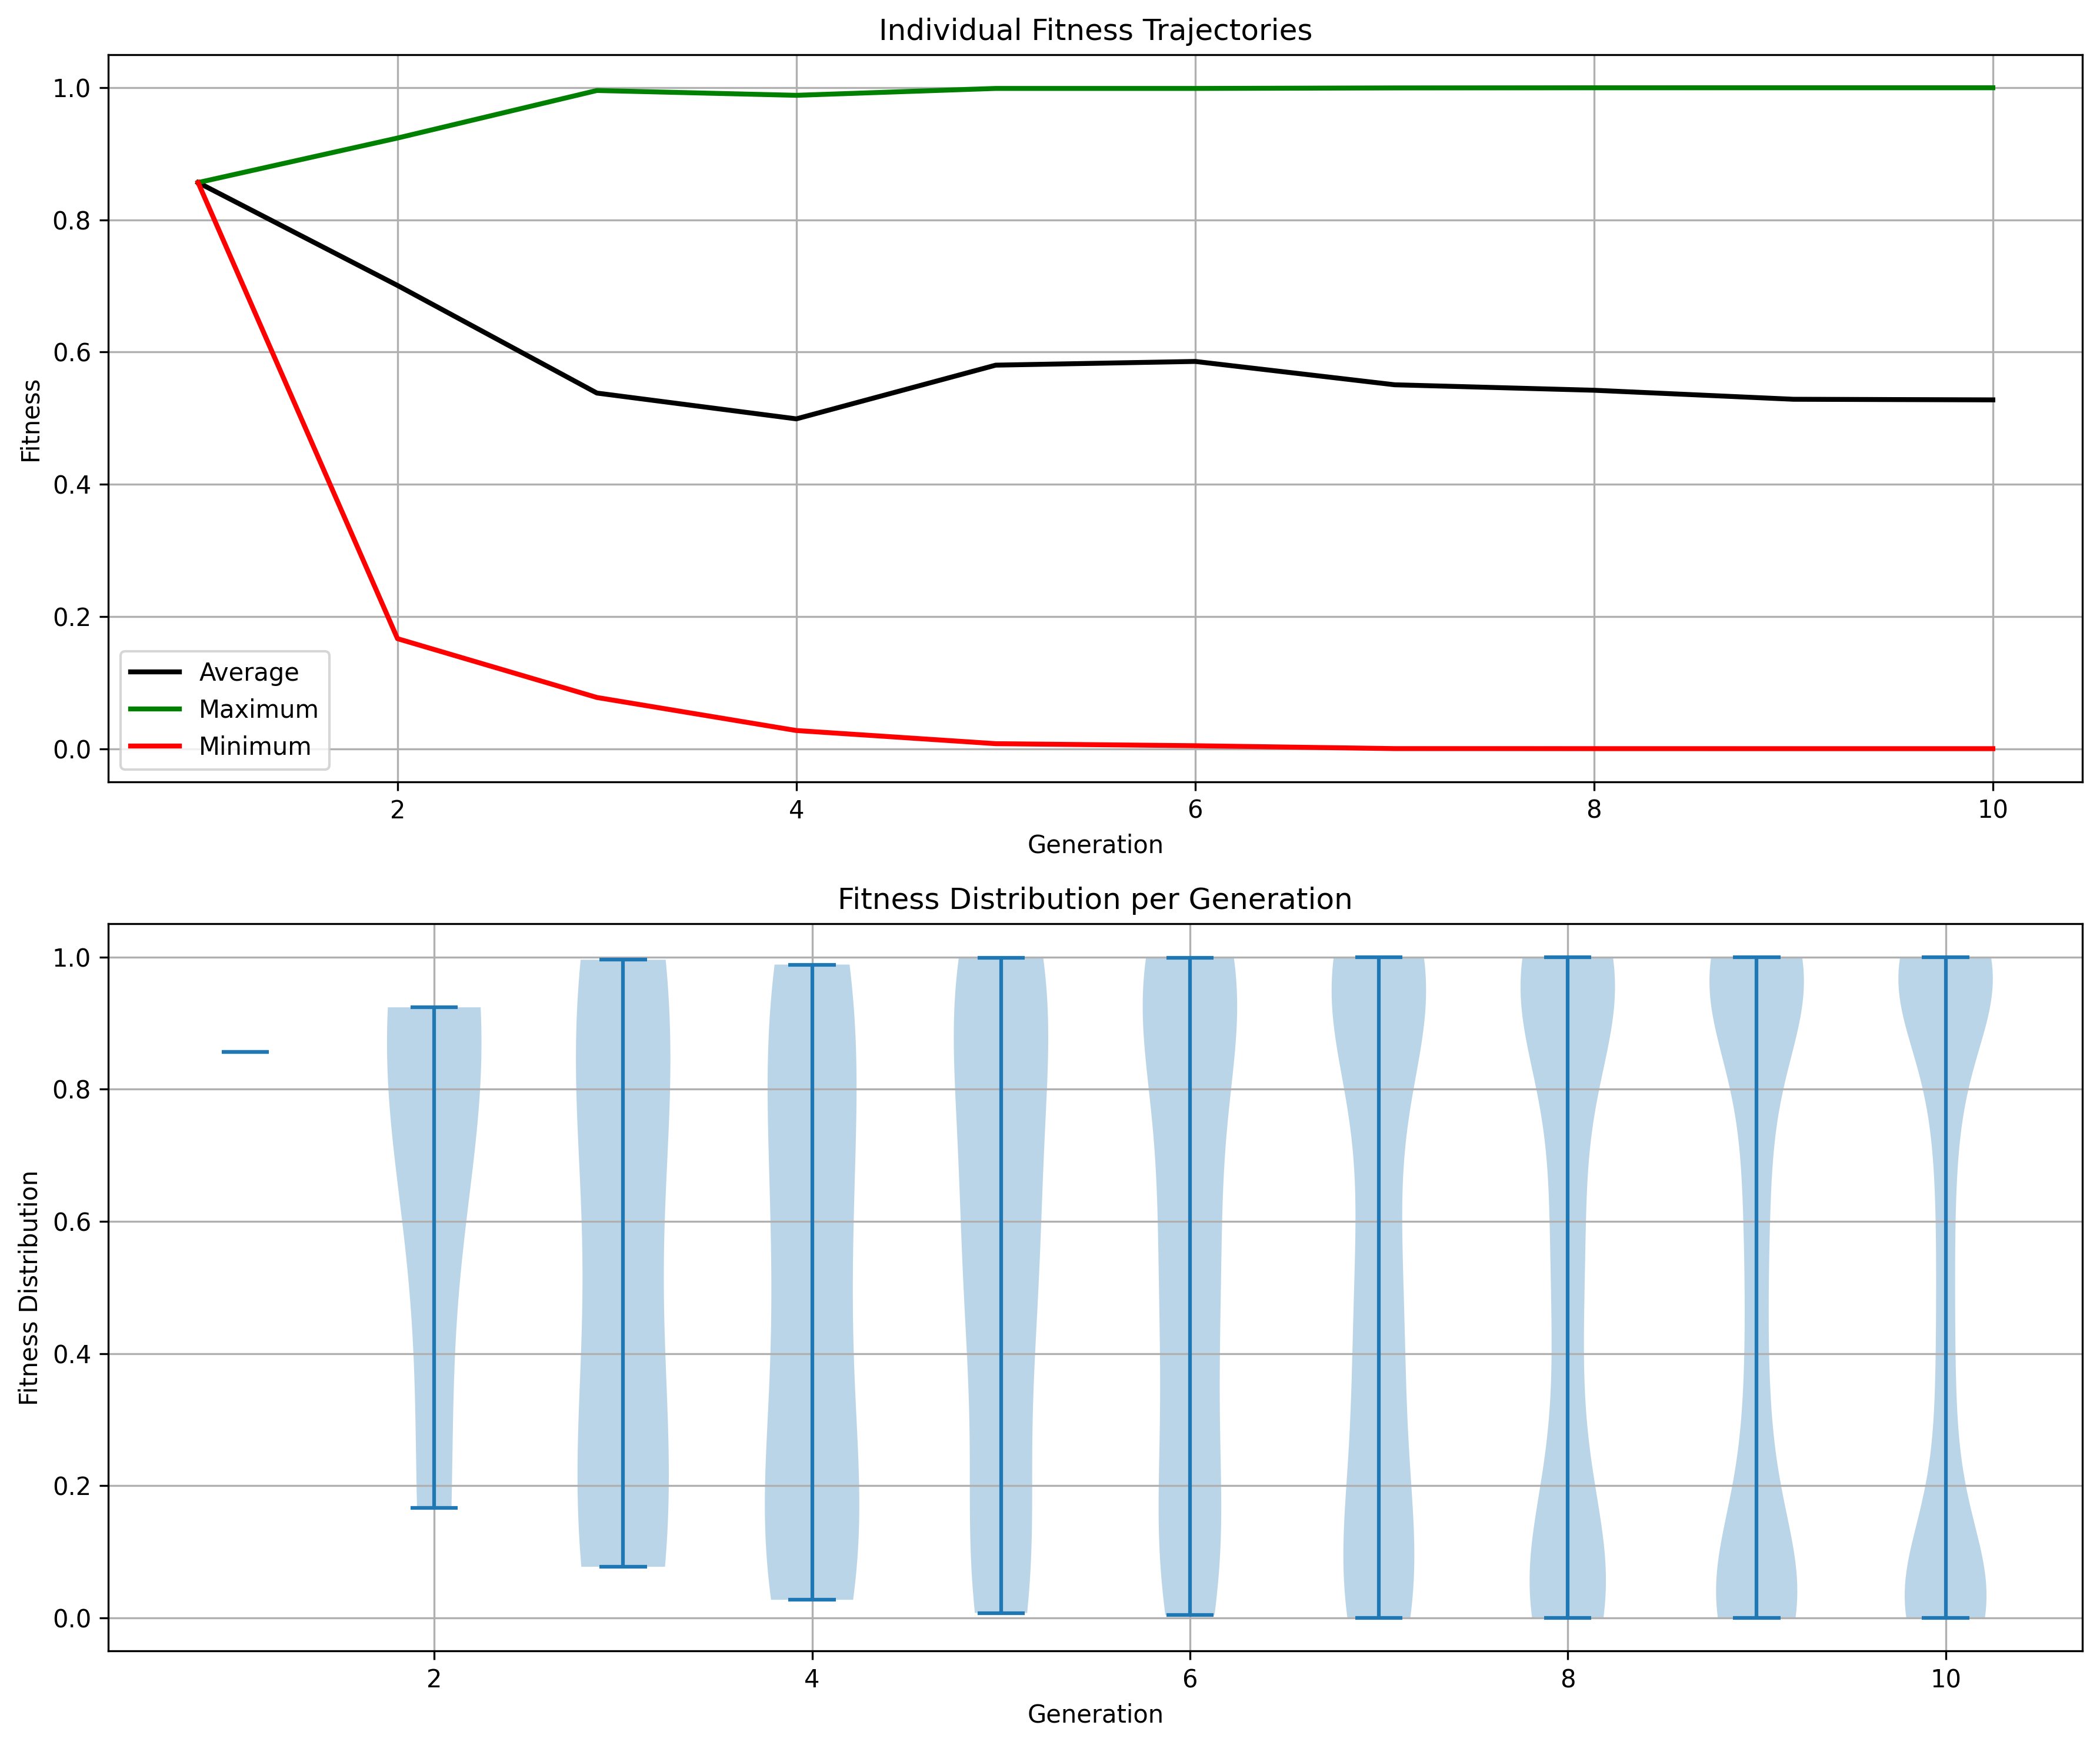 Individual Fitness Trajectories
1.0
0.8
0.6
0.4
0.2
0.0
Fitness
Average
Maximum
Minimum
2 4 6 8 10
Generation
Fitness Distribution per Generation
1.0
0.8
0.6
0.4
0.2
0.0
Fitness Distribution
2 4 6 8 10
Generation